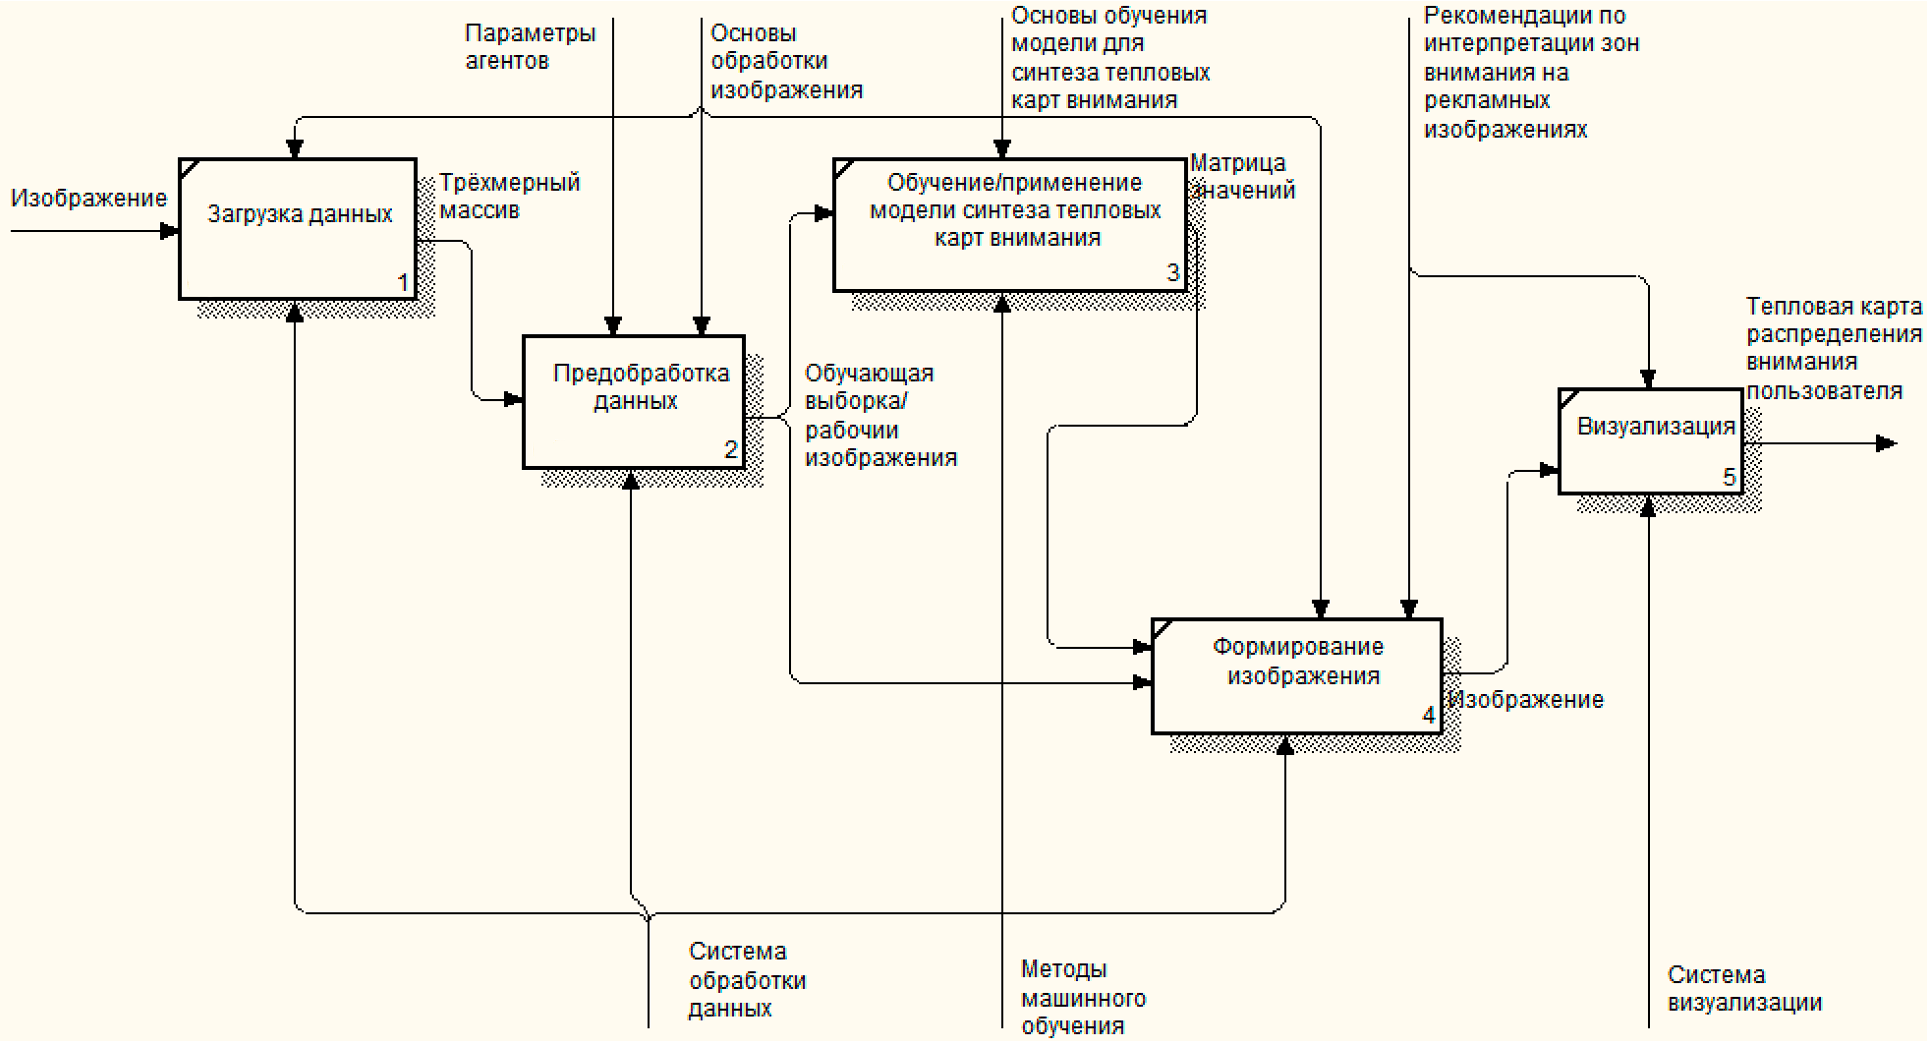 Параметры
агентов
Основы
обработки
изображения
Основы обучения
модели для
синтеза тепловых
карт внимания
Рекомендации по
интерпретации зон
внимания на
рекламных
изображениях
Изображение
Загрузка данных
1
Трёхмерный
массив
Обучение/применение
модели синтеза тепловых
карт внимания
3
Матрица
значений
Предобработка
данных
2
Обучающая
выборка/
рабочии
изображения
Тепловая карта
распределения
внимания
пользователя
Визуализация
5
Формирование
изображения
4
Изображение
Система
обработки
данных
Методы
машинного
обучения
Система
визуализации